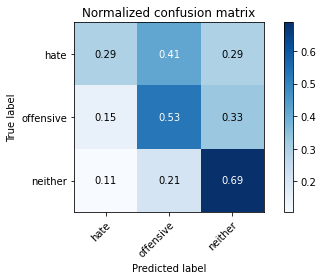 Normalized confusion matrix
True label
hate
0.29 0.41 0.29
offensive
0.15 0.53 0.33
neither
0.11 0.21 0.69
hate offensive neither
Predicted label
0.6
0.5
0.4
0.3
0.2